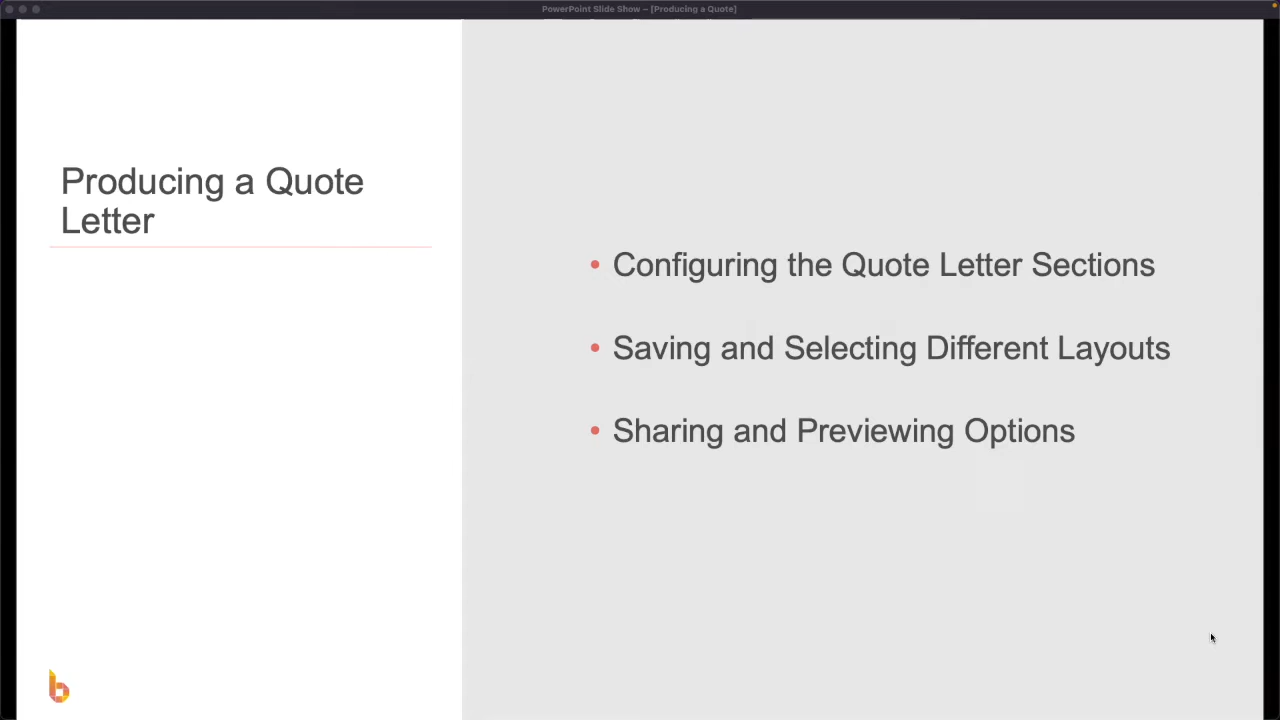 PowerPoint Slide Show – [Producing a Quote]
Producing a Quote
Letter
• Configuring the Quote Letter Sections
• Saving and Selecting Different Layouts
• Sharing and Previewing Options
b